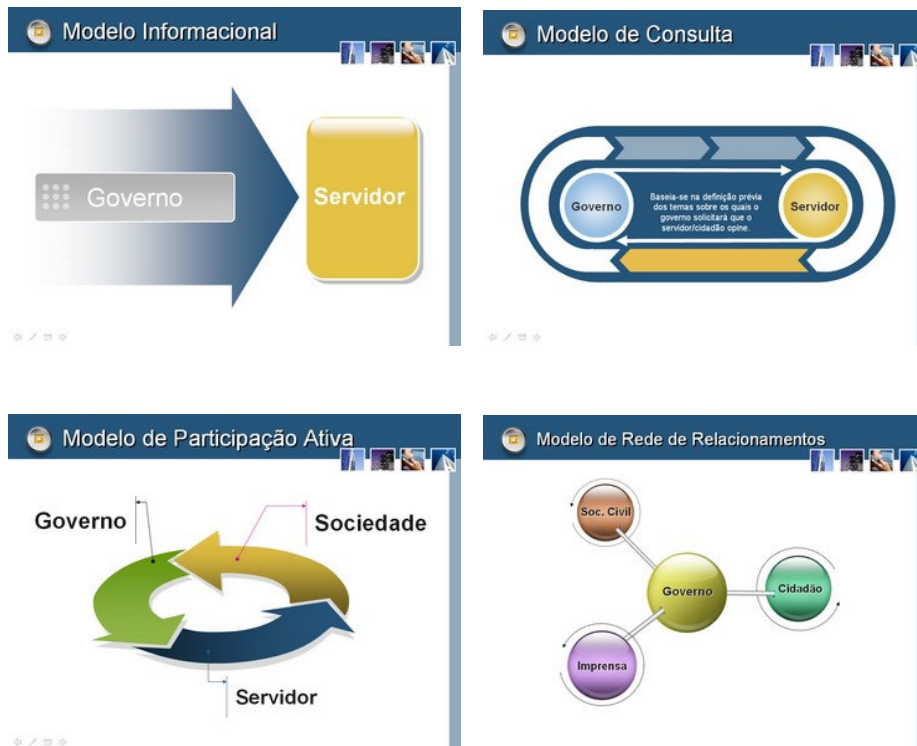 Modelo Informacional
Governo
Servidor
Modelo de Consulta
Governo
Baseia-se na definição prévia
dos temas sobre os quais o
governo solicitará que o
servidor/cidadão opine.
Servidor
Modelo de Participação Ativa
Governo
Sociedade
Servidor
Modelo de Rede de Relacionamentos
Soc. Civil
Governo
Cidadão
Imprensa